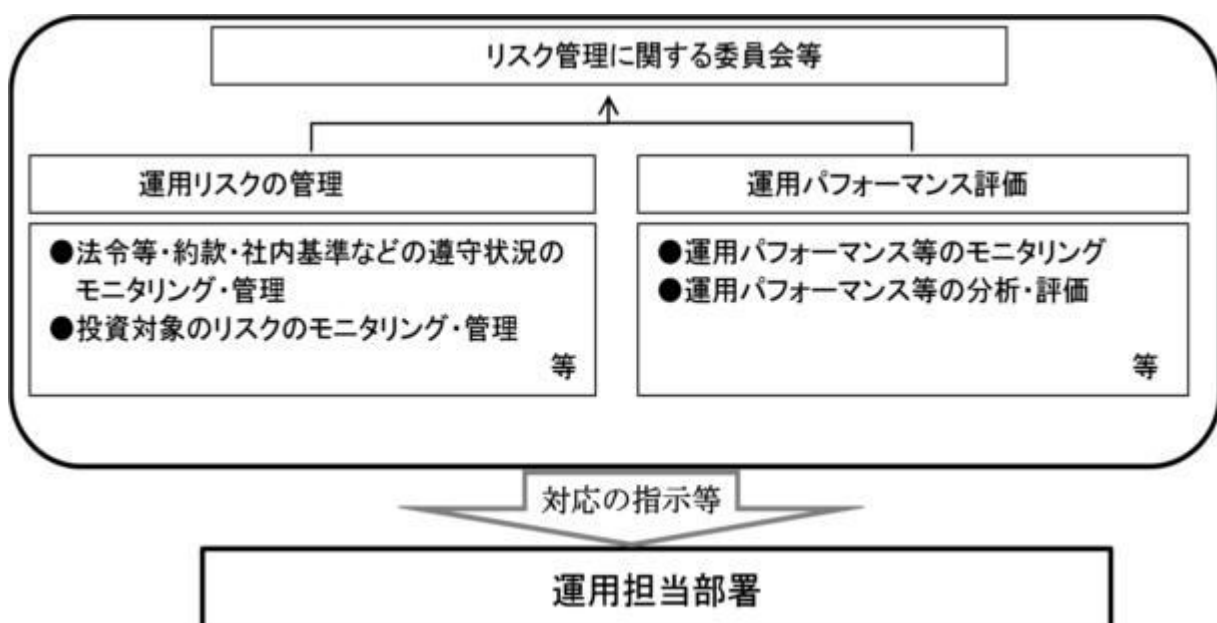 リスク管理に関する委員会等
運用リスクの管理
●法令等・約款・社内基準などの遵守状況の
モニタリング・管理
●投資対象のリスクのモニタリング・管理
等
運用パフォーマンス評価
●運用パフォーマンス等のモニタリング
●運用パフォーマンス等の分析・評価
等
対応の指示等
運用担当部署